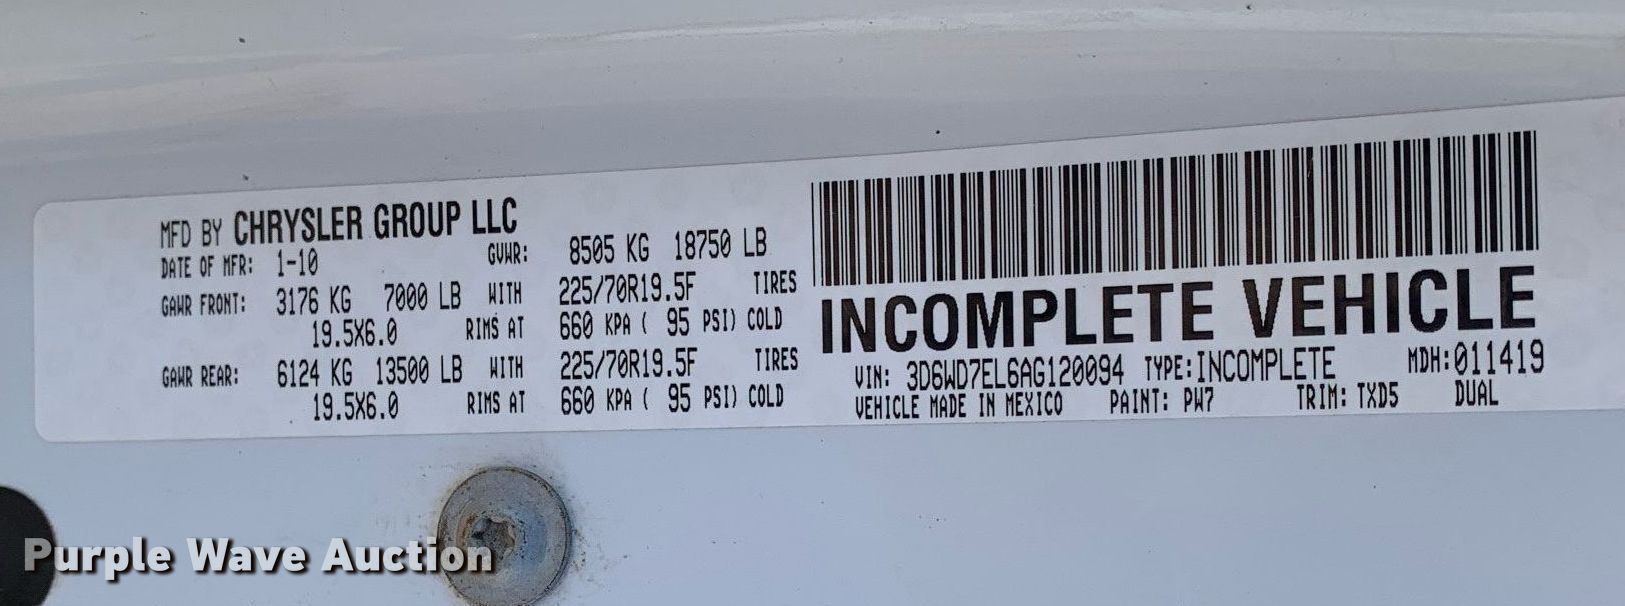 MFD BY CHRYSLER GROUP LLC
DATE OF MFR: 1-10 GVWR: 8505 KG 18750 LB
GAWR FRONT: 3176 KG 7000 LB WITH 225/70R19.5F TIRES
19.5X6.0 RIMS AT 660 KPA ( 95 PSI) COLD
GAWR REAR: 6124 KG 13500 LB WITH 225/70R19.5F TIRES
19.5X6.0 RIMS AT 660 KPA ( 95 PSI) COLD
INCOMPLETE VEHICLE
VIN: 3D6WD7EL6AG120094 TYPE:INCOMPLETE MDH:011419
VEHICLE MADE IN MEXICO PAINT: PW7 TRIM: TXD5 DUAL
Purple Wave Auction